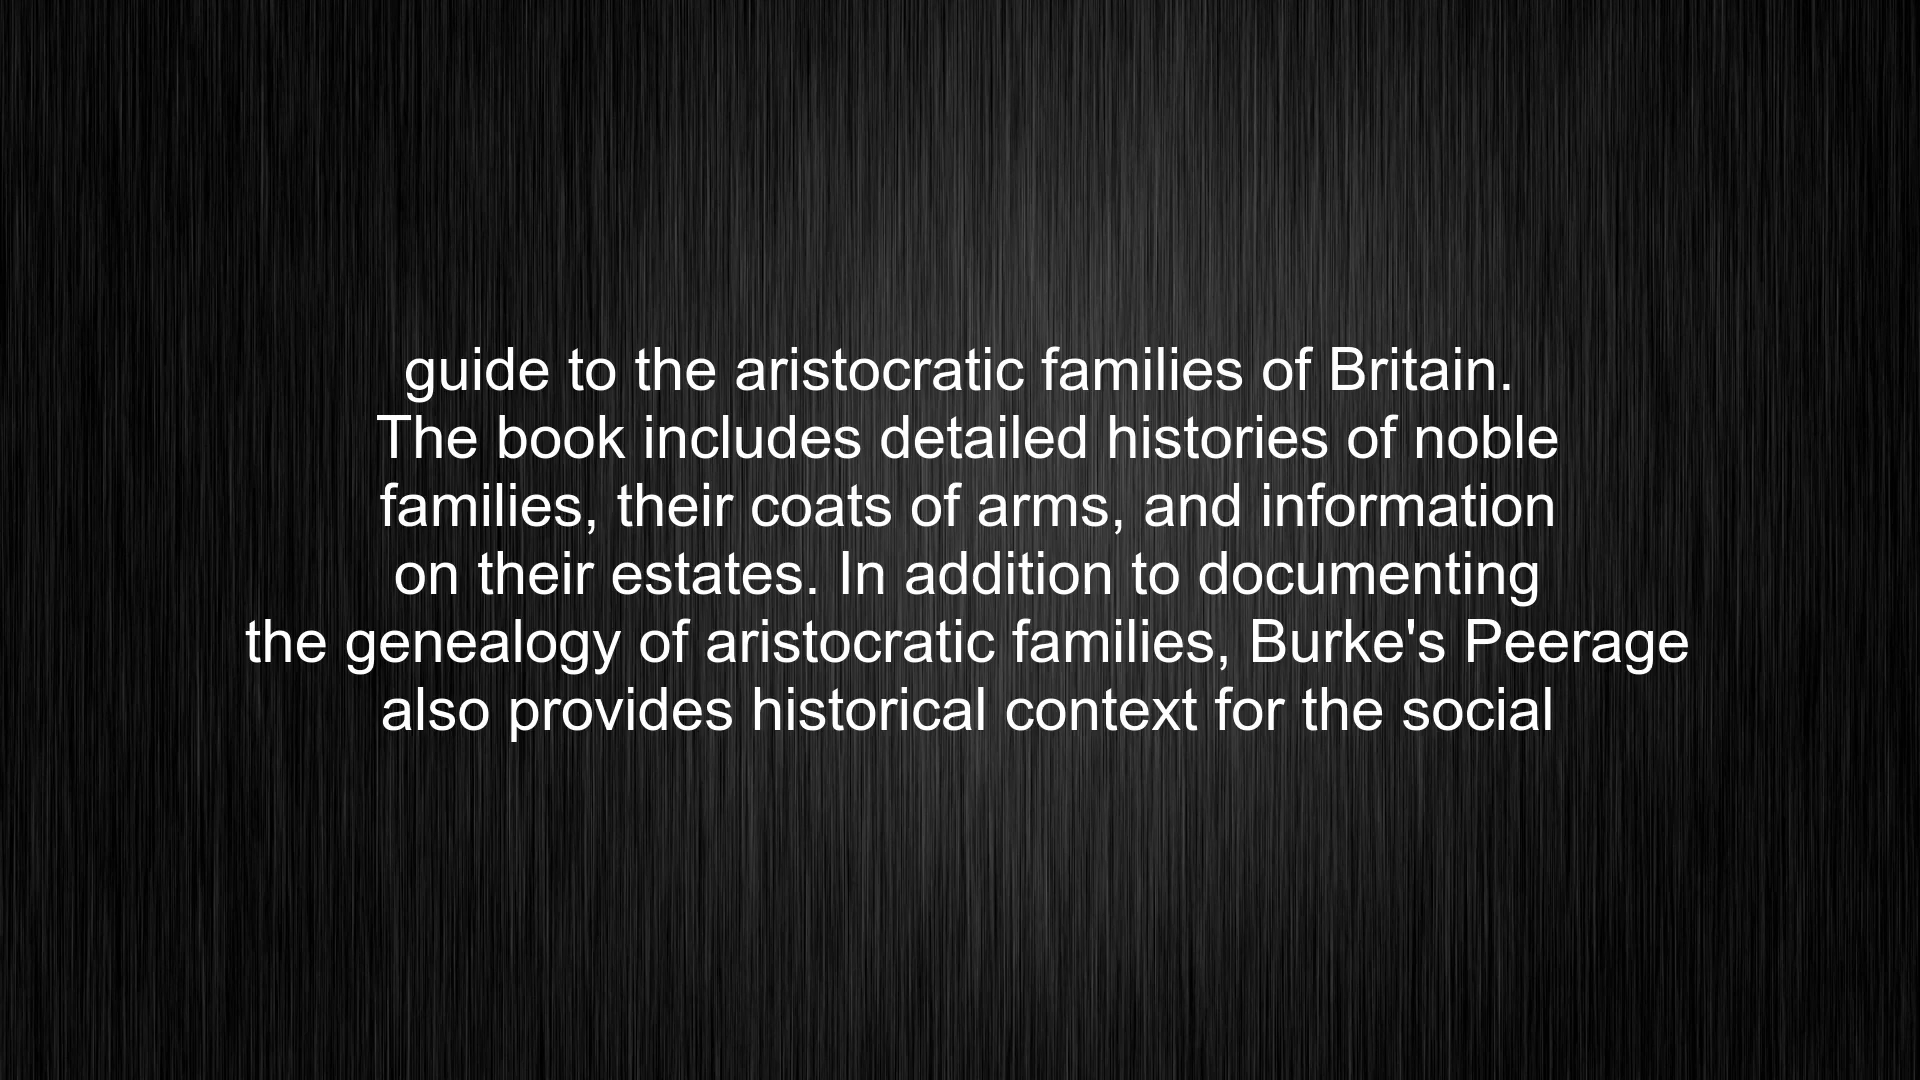 guide to the aristocratic families of Britain.
The book includes detailed histories of noble
families, their coats of arms, and information
on their estates. In addition to documenting
the genealogy of aristocratic families, Burke's Peerage
also provides historical context for the social